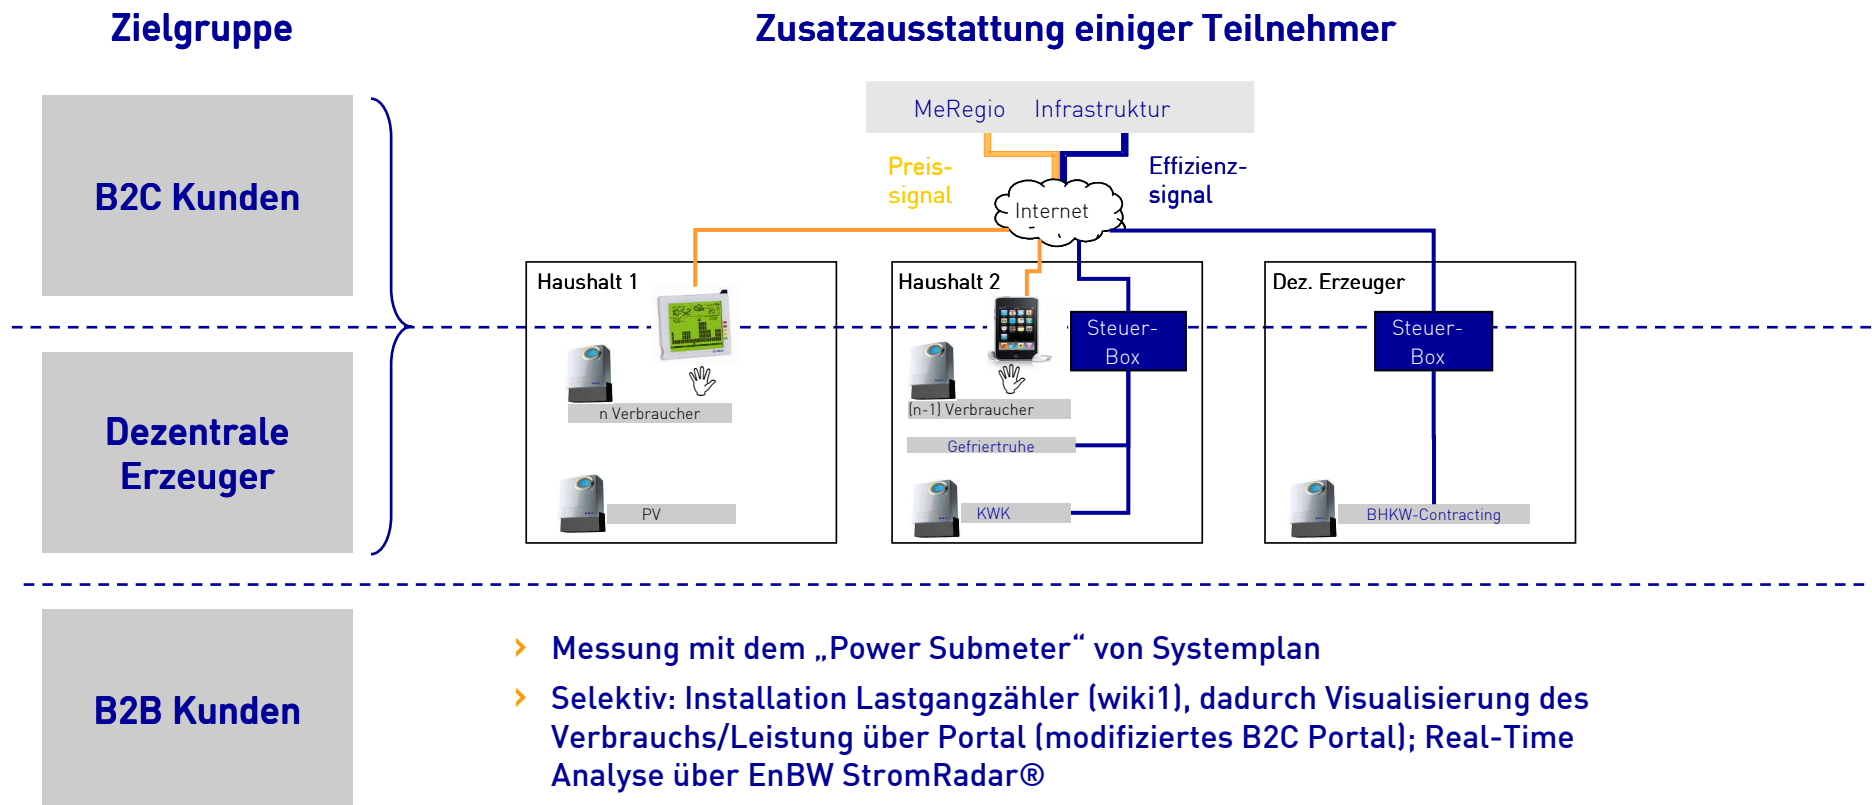 Zielgruppe
Zusatzausstattung einiger Teilnehmer
B2C Kunden
MeRegio Infrastruktur
Preis-
signal
Effizienz-
signal
Internet
Haushalt 1
n Verbraucher
PV
Haushalt 2
Steuer-
Box
(n-1) Verbraucher
Gefriertruhe
KWK
Dez. Erzeuger
Steuer-
Box
BHKW-Contracting
Dezentrale
Erzeuger
B2B Kunden
› Messung mit dem „Power Submeter“ von Systemplan
› Selektiv: Installation Lastgangzähler (wiki1), dadurch Visualisierung des
Verbrauchs/Leistung über Portal (modifiziertes B2C Portal); Real-Time
Analyse über EnBW StromRadar®